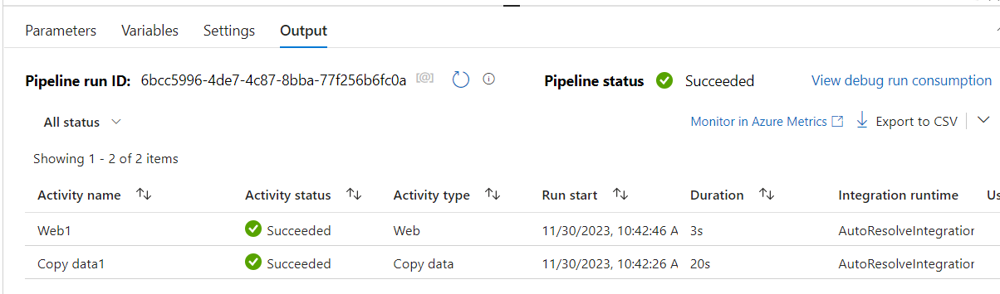 Parameters Variables Settings Output
Pipeline run ID: 6bcc5996-4de7-4c87-8bba-77f256b6fc0a [@] Pipeline status Succeeded View debug run consumption
All status Monitor in Azure Metrics Export to CSV
Showing 1 - 2 of 2 items
Activity name Activity status Activity type Run start Duration Integration runtime Us
Web1 Succeeded Web 11/30/2023, 10:42:46 A 3s AutoResolveIntegration
Copy data1 Succeeded Copy data 11/30/2023, 10:42:26 A 20s AutoResolveIntegration